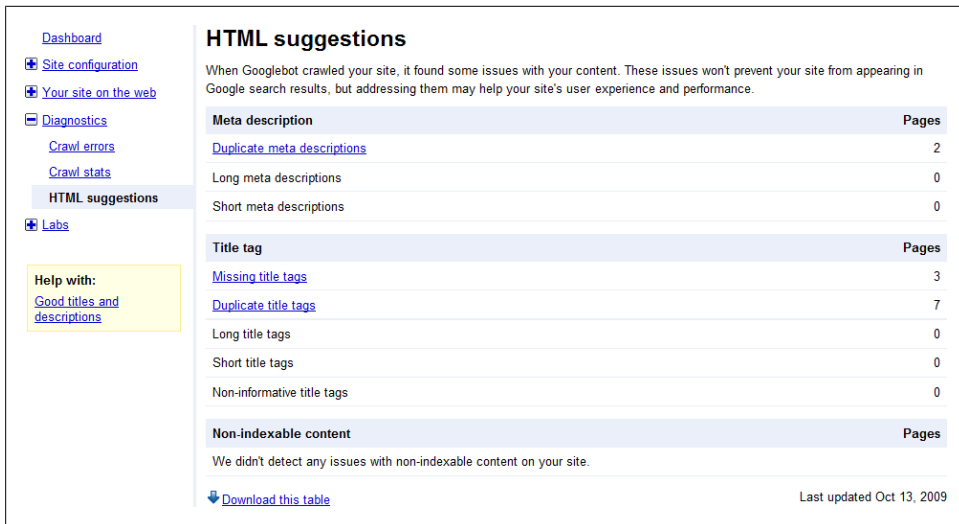 Dashboard
Site configuration
Your site on the web
Diagnostics
Crawl errors
Crawl stats
HTML suggestions
Labs
Help with:
Good titles and
descriptions
HTML suggestions
When Googlebot crawled your site, it found some issues with your content. These issues won't prevent your site from appearing in
Google search results, but addressing them may help your site's user experience and performance.
Meta description Pages
Duplicate meta descriptions 2
Long meta descriptions 0
Short meta descriptions 0
Title tag Pages
Missing title tags 3
Duplicate title tags 7
Long title tags 0
Short title tags 0
Non-informative title tags 0
Non-indexable content Pages
We didn't detect any issues with non-indexable content on your site.
Download this table Last updated Oct 13, 2009